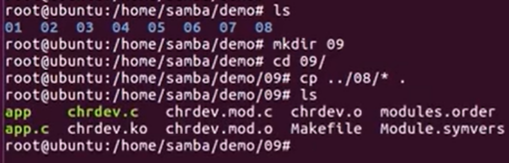 root@ubuntu:/home/samba/demo# ls
01  02  03  04  05  06  07  08
root@ubuntu:/home/samba/demo# mkdir 09
root@ubuntu:/home/samba/demo# cd 09/
root@ubuntu:/home/samba/demo/09# cp ../08/* .
root@ubuntu:/home/samba/demo/09# ls
app    chrdev.c   chrdev.mod.c  chrdev.o  modules.order
app.c  chrdev.ko  chrdev.mod.o  Makefile  Module.symvers
root@ubuntu:/home/samba/demo/09#